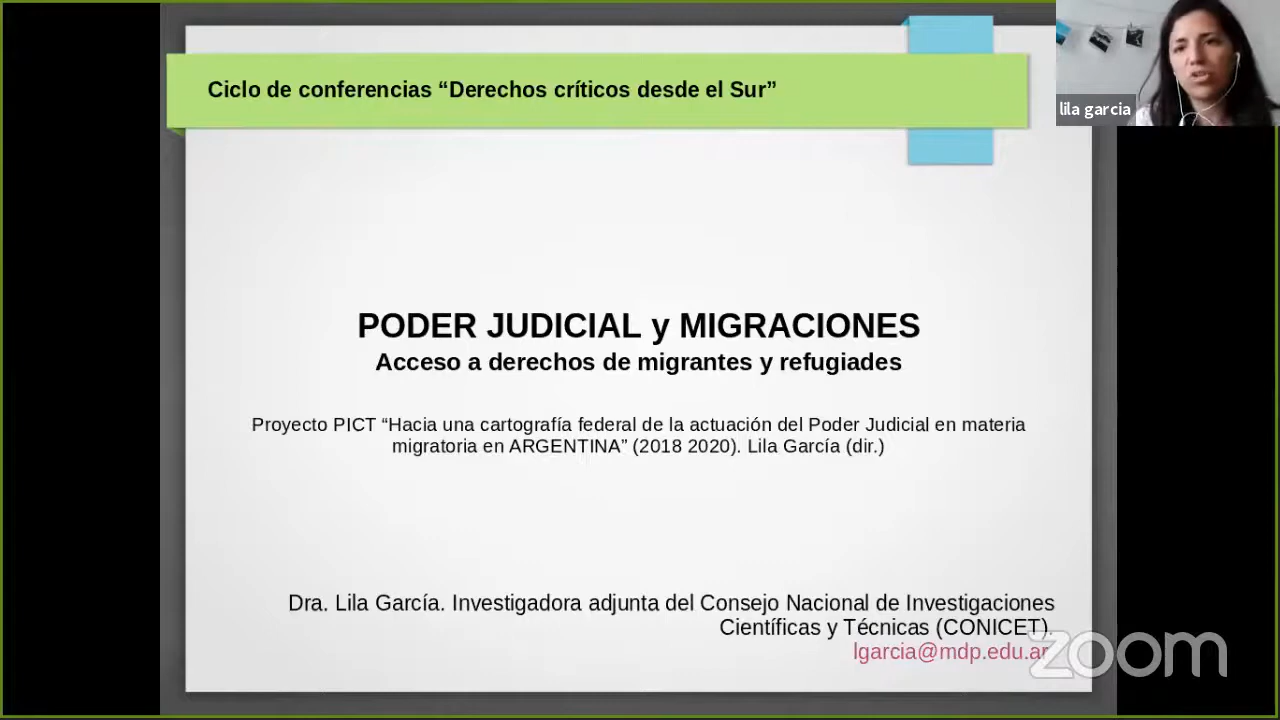 Ciclo de conferencias “Derechos críticos desde el Sur”
lila garcia
PODER JUDICIAL y MIGRACIONES
Acceso a derechos de migrantes y refugiades
Proyecto PICT “Hacia una cartografía federal de la actuación del Poder Judicial en materia
migratoria en ARGENTINA” (2018 2020). Lila García (dir.)
Dra. Lila García. Investigadora adjunta del Consejo Nacional de Investigaciones
Científicas y Técnicas (CONICET).
lgarcia@mdp.edu.ar
zoom